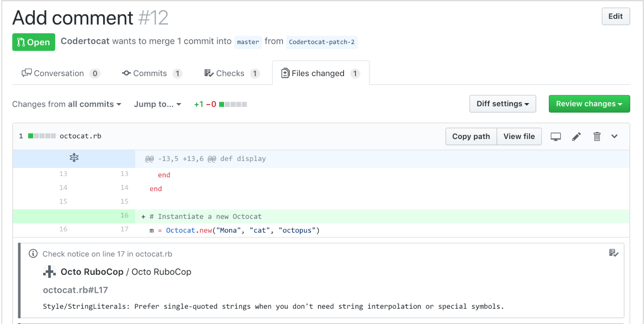 Add comment #12
Edit
Open Codertocat wants to merge 1 commit into master from Codertocat-patch-2
Conversation 0 Commits 1 Checks 1 Files changed 1
Changes from all commits Jump to... +1 −0 Diff settings Review changes
1 octocat.rb Copy path View file
@@ -13,5 +13,6 @@ def display
13 13 end
14 14 end
15 15
16 + # Instantiate a new Octocat
16 17 m = Octocat.new("Mona", "cat", "octopus")
Check notice on line 17 in octocat.rb
Octo RuboCop / Octo RuboCop
octocat.rb#L17
Style/StringLiterals: Prefer single-quoted strings when you don't need string interpolation or special symbols.